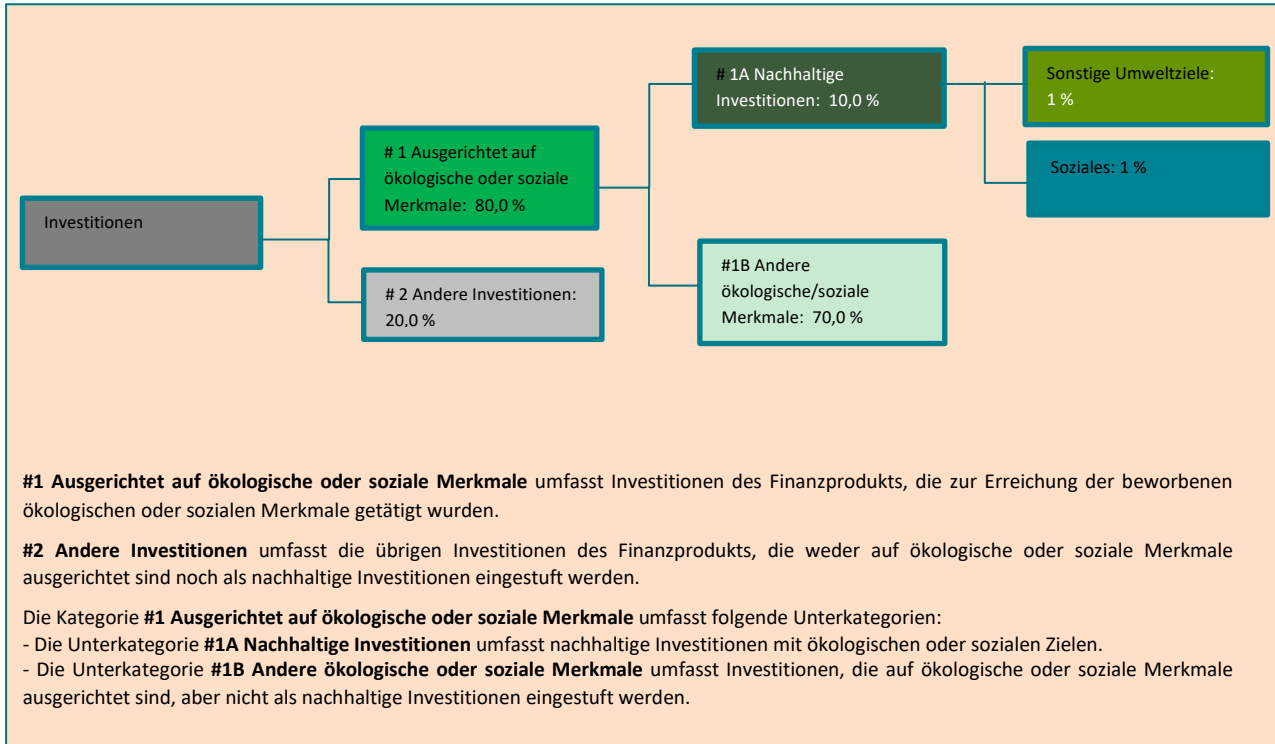 Investitionen
# 1 Ausgerichtet auf
ökologische oder soziale
Merkmale: 80,0 %
# 2 Andere Investitionen:
20,0 %
# 1A Nachhaltige
Investitionen: 10,0 %
#1B Andere
ökologische/soziale
Merkmale: 70,0 %
Sonstige Umweltziele:
1 %
Soziales: 1 %
#1 Ausgerichtet auf ökologische oder soziale Merkmale umfasst Investitionen des Finanzprodukts, die zur Erreichung der beworbenen
ökologischen oder sozialen Merkmale getätigt wurden.
#2 Andere Investitionen umfasst die übrigen Investitionen des Finanzprodukts, die weder auf ökologische oder soziale Merkmale
ausgerichtet sind noch als nachhaltige Investitionen eingestuft werden.
Die Kategorie #1 Ausgerichtet auf ökologische oder soziale Merkmale umfasst folgende Unterkategorien:
- Die Unterkategorie #1A Nachhaltige Investitionen umfasst nachhaltige Investitionen mit ökologischen oder sozialen Zielen.
- Die Unterkategorie #1B Andere ökologische oder soziale Merkmale umfasst Investitionen, die auf ökologische oder soziale Merkmale
ausgerichtet sind, aber nicht als nachhaltige Investitionen eingestuft werden.